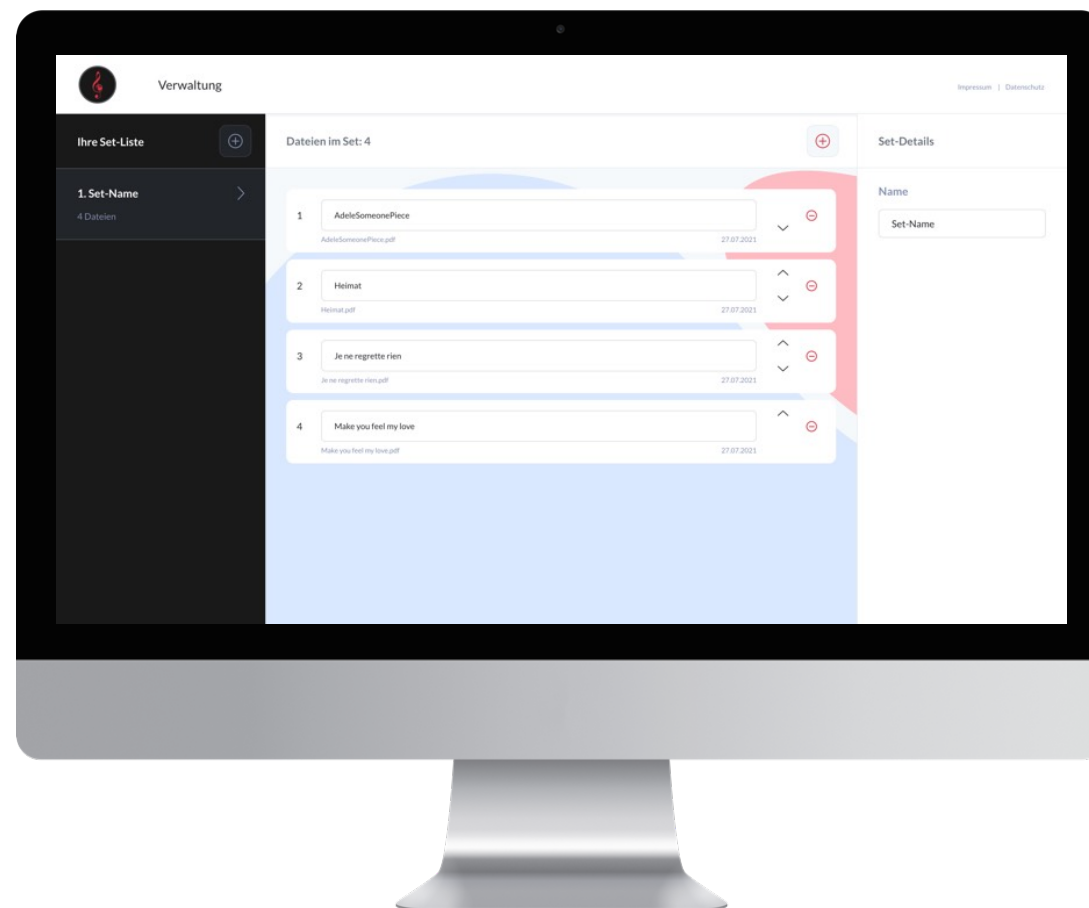 Verwaltung
Impressum | Datenschutz
Ihre Set-Liste
1. Set-Name
4 Dateien
Dateien im Set: 4
1 AdeleSomeonePiece
AdeleSomeonePiece.pdf 27.07.2021
2 Heimat
Heimat.pdf 27.07.2021
3 Je ne regrette rien
Je ne regrette rien.pdf 27.07.2021
4 Make you feel my love
Make you feel my love.pdf 27.07.2021
Set-Details
Name
Set-Name